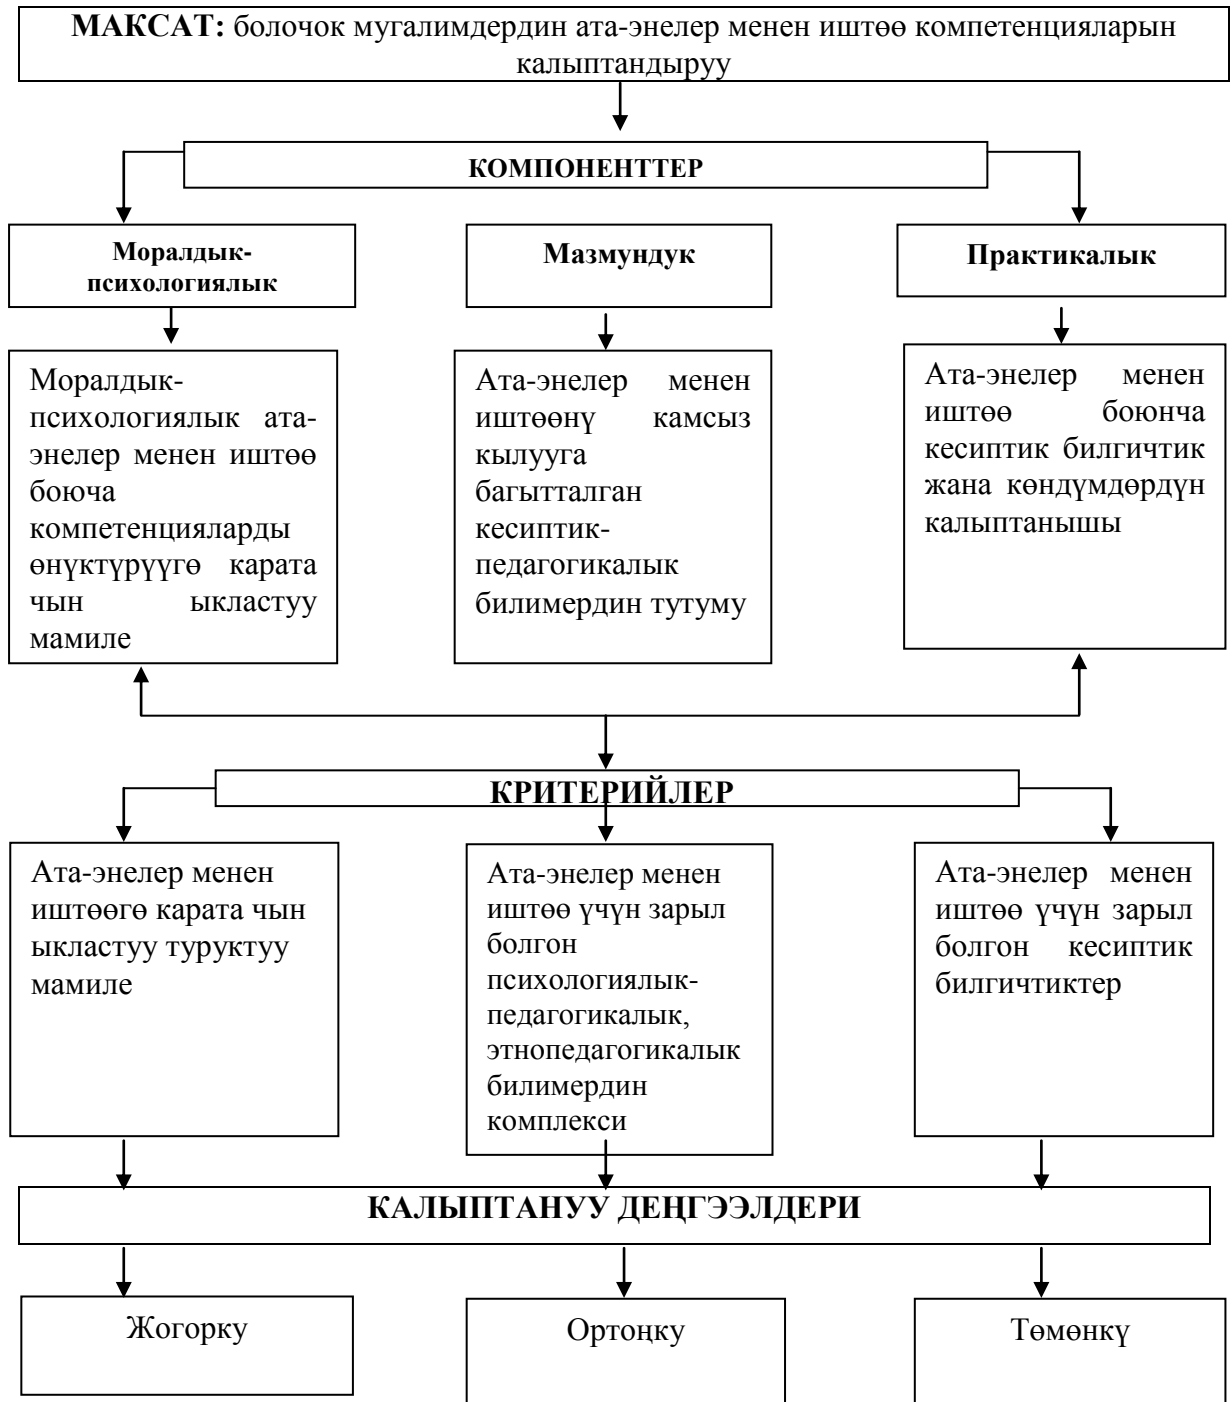 МАКСАТ: болочок мугалимдердин ата-энелер менен иштөө компетенцияларын
калыптандыруу
КОМПОНЕНТТЕР
Моралдык-
психологиялык
Мазмундук
Практикалык
Моралдык-
психологиялык ата-
энелер менен иштөө
боюча
компетенцияларды
өнүктүрүүгө карата
чын ыкластуу
мамиле
Ата-энелер менен
иштөөнү камсыз
кылууга
багытталган
кесиптик-
педагогикалык
билимердин тутуму
Ата-энелер менен
иштөө боюнча
кесиптик билгичтик
жана көндүмдөрдүн
калыптанышы
КРИТЕРИЙЛЕР
Ата-энелер менен
иштөөгө карата чын
ыкластуу туруктуу
мамиле
Ата-энелер менен
иштөө үчүн зарыл
болгон
психологиялык-
педагогикалык,
этнопедагогикалык
билимердин
комплекси
Ата-энелер менен
иштөө үчүн зарыл
болгон кесиптик
билгичтиктер
КАЛЫПТАНУУ ДЕҢГЭЭЛДЕРИ
Жогорку
Ортоңку
Төмөнкү